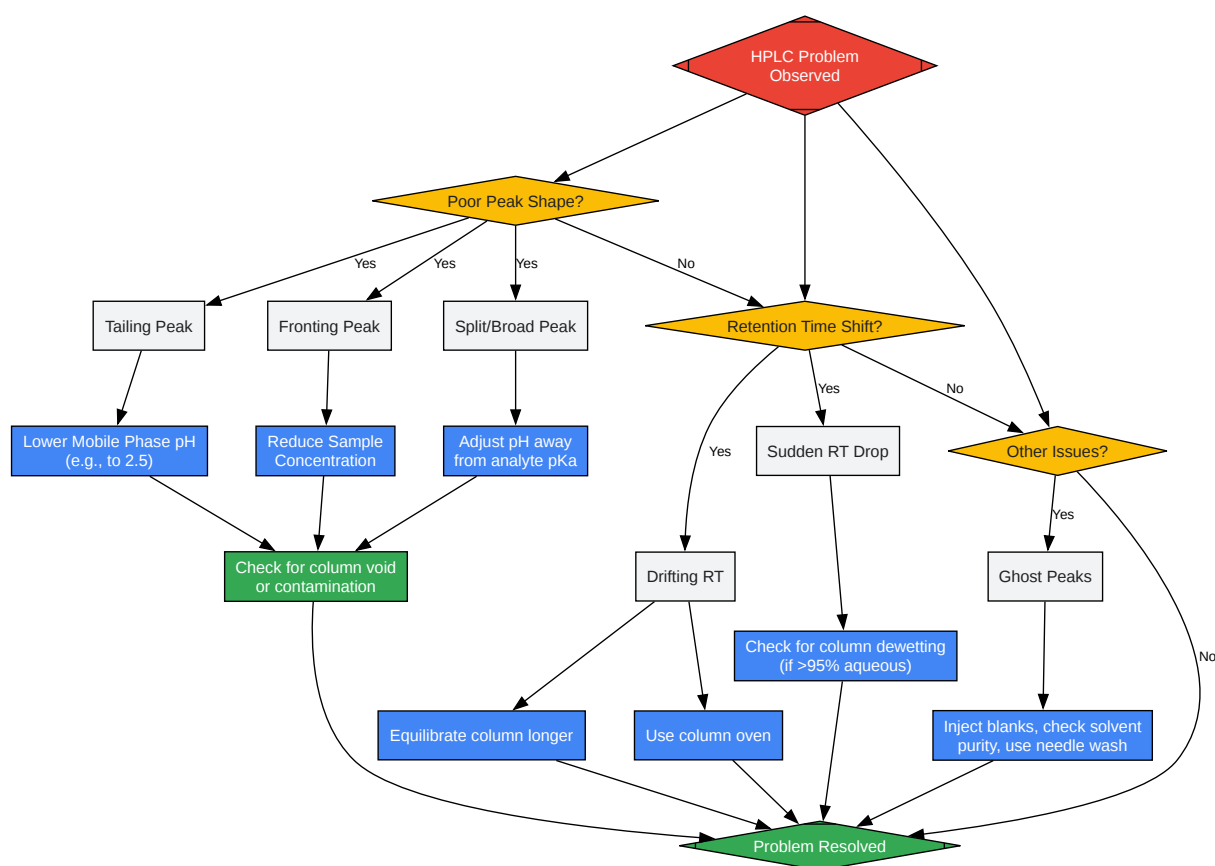 HPLC Problem
Observed
Poor Peak Shape?
Yes
Yes
Yes
No
Tailing Peak
Fronting Peak
Split/Broad Peak
Retention Time Shift?
Yes
Yes
No
Lower Mobile Phase pH
(e.g., to 2.5)
Reduce Sample
Concentration
Adjust pH away
from analyte pKa
Sudden RT Drop
Other Issues?
Yes
No
Check for column void
or contamination
Drifting RT
Ghost Peaks
Check for column dewetting
(if >95% aqueous)
Equilibrate column longer
Use column oven
Inject blanks, check solvent
purity, use needle wash
Problem Resolved